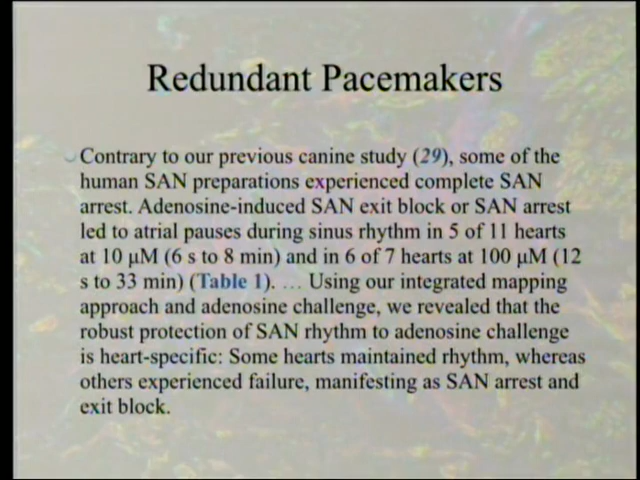 Redundant Pacemakers
Contrary to our previous canine study (29), some of the
human SAN preparations experienced complete SAN
arrest. Adenosine-induced SAN exit block or SAN arrest
led to atrial pauses during sinus rhythm in 5 of 11 hearts
at 10 μM (6 s to 8 min) and in 6 of 7 hearts at 100 μM (12
s to 33 min) (Table 1). … Using our integrated mapping
approach and adenosine challenge, we revealed that the
robust protection of SAN rhythm to adenosine challenge
is heart-specific: Some hearts maintained rhythm, whereas
others experienced failure, manifesting as SAN arrest and
exit block.